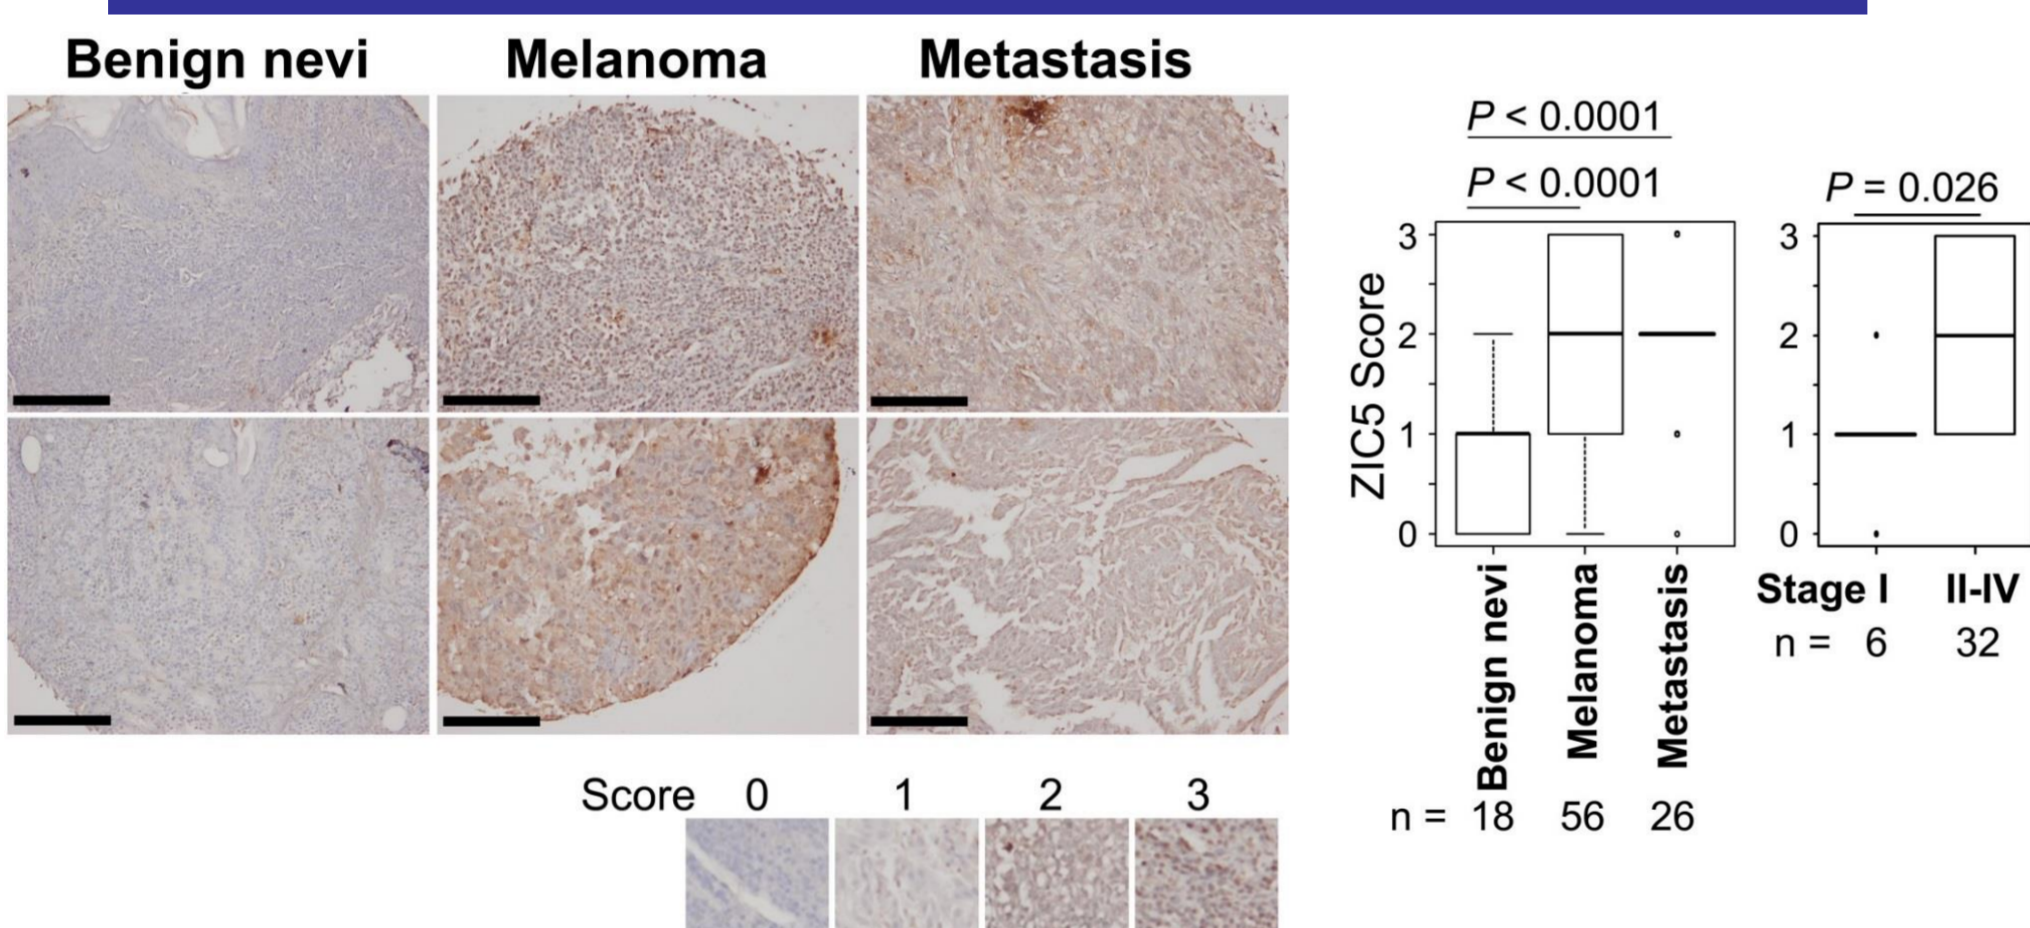 Benign nevi
Melanoma
Metastasis
Score 0 1 2 3
P < 0.0001
P < 0.0001
ZIC5 Score
3
2
1
0
Benign nevi
Melanoma
Metastasis
n = 18 56 26
P = 0.026
3
2
1
0
Stage I II-IV
n = 6 32